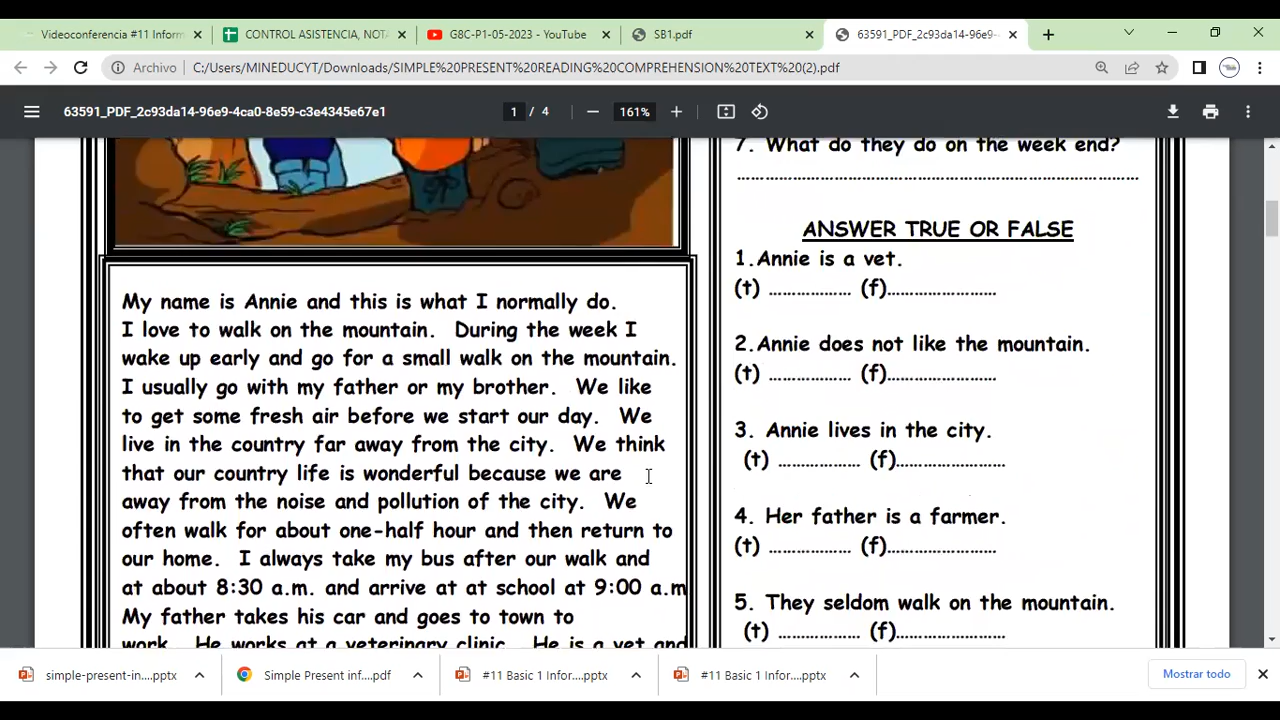 Videoconferencia #11 Inform
CONTROL ASISTENCIA, NOTA
G8C-P1-05-2023 - YouTube
SB1.pdf
63591_PDF_2c93da14-96e9-
Archivo
C:/Users/MINEDUCYT/Downloads/SIMPLE%20PRESENT%20READING%20COMPREHENSION%20TEXT%20(2).pdf
63591_PDF_2c93da14-96e9-4ca0-8e59-c3e4345e67e1
1 / 4
161%
My name is Annie and this is what I normally do.
I love to walk on the mountain. During the week I
wake up early and go for a small walk on the mountain.
I usually go with my father or my brother. We like
to get some fresh air before we start our day. We
live in the country far away from the city. We think
that our country life is wonderful because we are
away from the noise and pollution of the city. We
often walk for about one-half hour and then return to
our home. I always take my bus after our walk and
at about 8:30 a.m. and arrive at at school at 9:00 a.m
My father takes his car and goes to town to
work. He works at a veterinary clinic. He is a vet and
7. What do they do on the week end?
................................................................................
ANSWER TRUE OR FALSE
1.Annie is a vet.
(t) ................ (f).....................
2.Annie does not like the mountain.
(t) ................ (f).....................
3. Annie lives in the city.
(t) ................ (f).....................
4. Her father is a farmer.
(t) ................ (f).....................
5. They seldom walk on the mountain.
(t) ................ (f).....................
simple-present-in....pptx
Simple Present inf....pdf
#11 Basic 1 Infor....pptx
#11 Basic 1 Infor....pptx
Mostrar todo